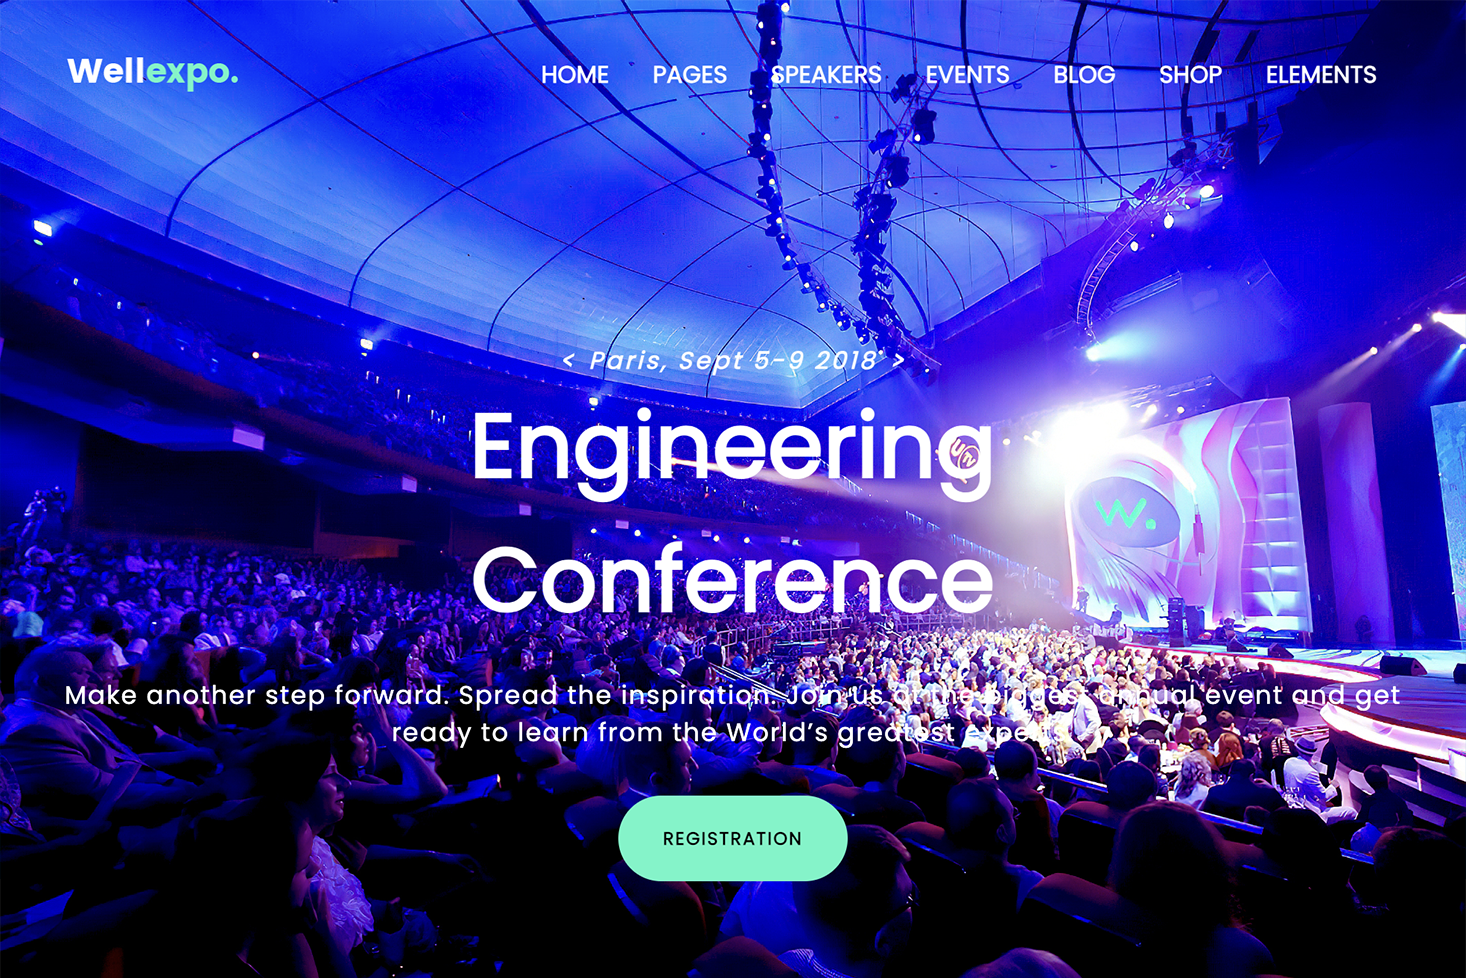 Wellexpo.
HOME PAGES SPEAKERS EVENTS BLOG SHOP ELEMENTS
< Paris, Sept 5-9 2018 >
Engineering
Conference
W.
Make another step forward. Spread the inspiration. Join us at the biggest annual event and get
ready to learn from the World’s greatest experts
REGISTRATION